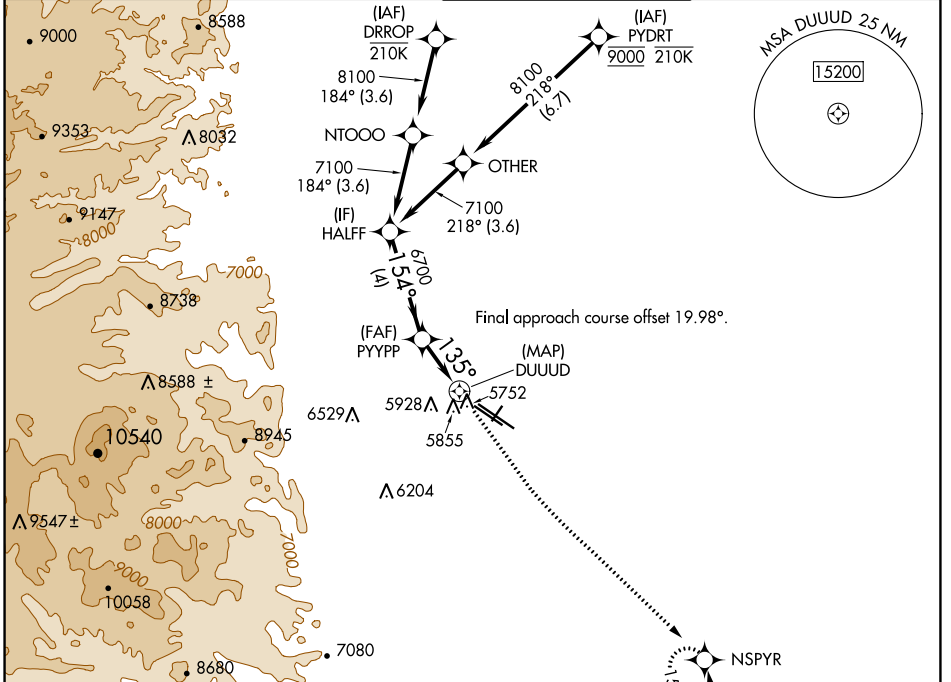 9000
8588
(IAF)
DRROP
210K
(IAF)
PYDRT
9000 210K
MSA DUUUD 25 NM
15200
8100
184° (3.6)
8100
218°
(6.7)
9353
8032
NTOOO
OTHER
7100
184° (3.6)
7100
218° (3.6)
9147
8000
(IF)
HALFF
7000
6700
154°
(4)
8738
Final approach course offset 19.98°.
(FAF)
PYYPP
135°
(MAP)
DUUUD
8588 ±
5752
6529
5928
5855
10540
8945
6204
9547 ±
8000
7000
9000
10058
7080
8680
NSPYR